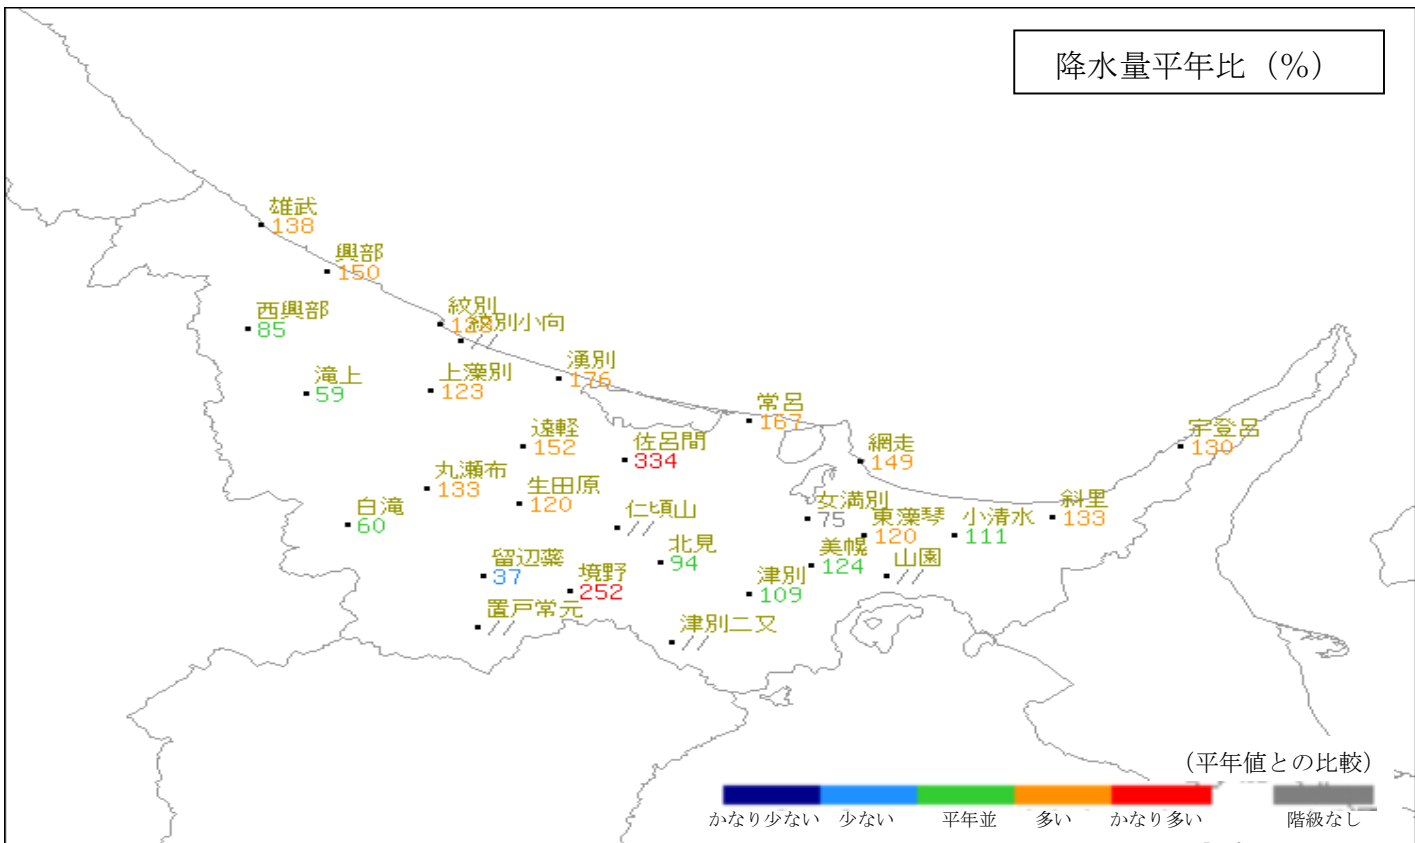 降水量平年比（％）
雄武
138
興部
150
西興部
85
紋別
紋別小向
//
湧別
176
滝上
59
上藻別
123
常呂
167
遠軽
152
佐呂間
334
網走
149
宇登呂
130
丸瀬布
133
生田原
120
白滝
60
仁頃山
//
女満別
75
東藻琴
120
小清水
111
斜里
133
留辺蘂
37
境野
252
北見
94
美幌
124
山園
//
津別
109
置戸常元
//
津別二又
//
（平年値との比較）
かなり少ない 少ない 平年並 多い かなり多い 階級なし